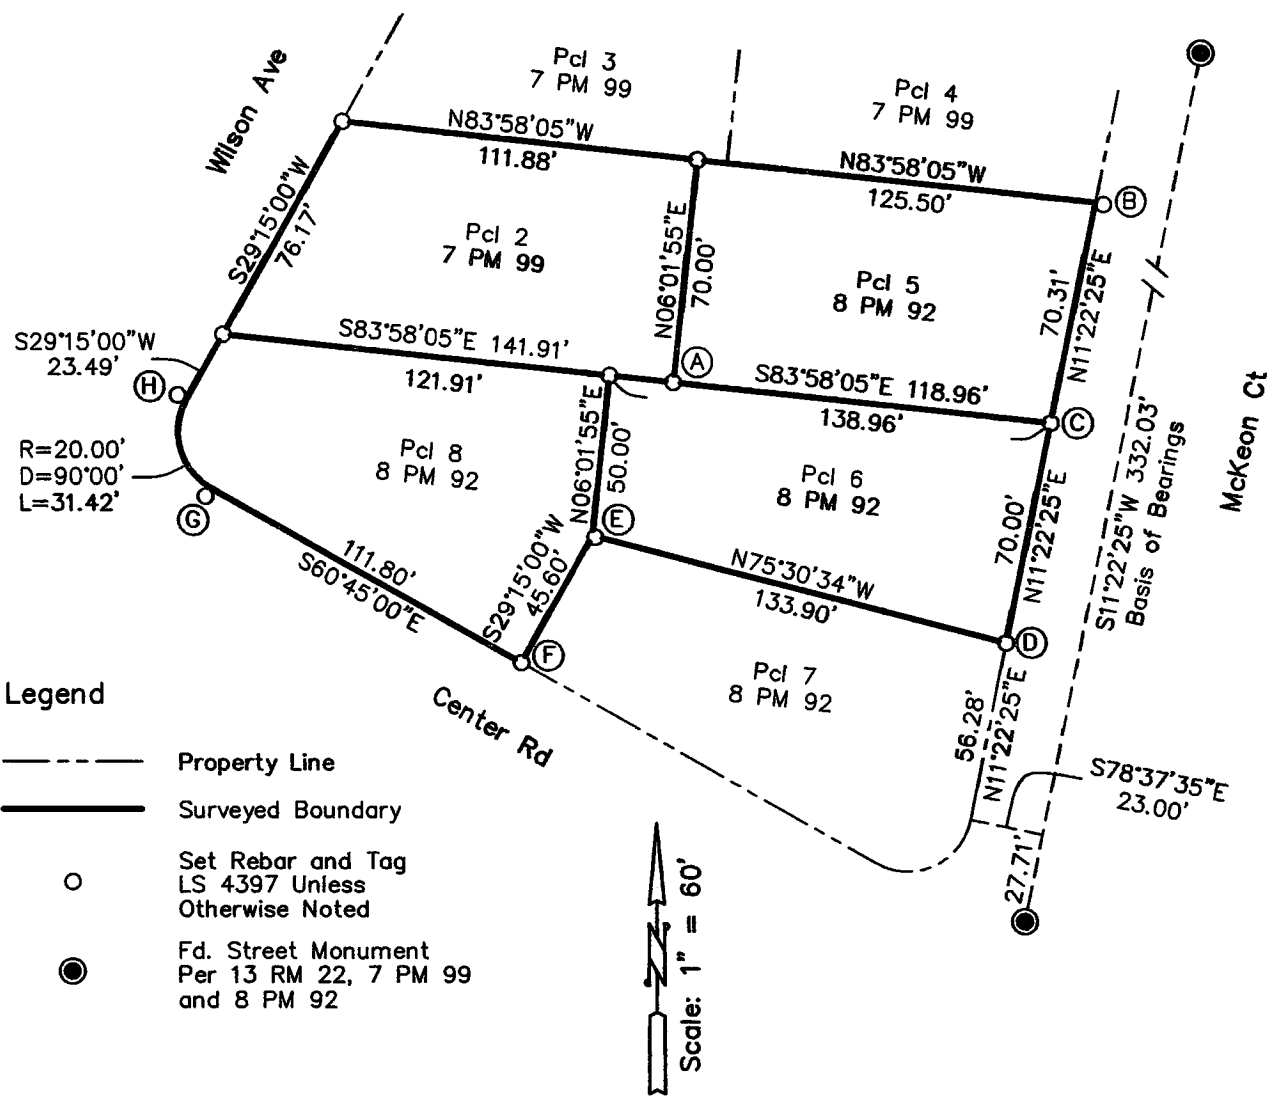 Wilson Ave
Pcl 3
7 PM 99
Pcl 4
7 PM 99
N83°58'05"W
111.88'
N83°58'05"W
125.50'
B
S29°15'00"W
76.17'
Pcl 2
7 PM 99
N06°01'55"E
70.00'
Pcl 5
8 PM 92
70.31'
N11°22'25"E
S29°15'00"W
23.49'
H
S83°58'05"E 141.91'
121.91'
A
S83°58'05"E 118.96'
138.96'
C
McKeon Ct
R=20.00'
D=90°00'
L=31.42'
G
Pcl 8
8 PM 92
N06°01'55"E
50.00'
Pcl 6
8 PM 92
70.00'
N11°22'25"E
S11°22'25"W 332.03'
Basis of Bearings
E
111.80'
S60°45'00"E
S29°15'00"W
45.60'
N75°30'34"W
133.90'
D
F
Pcl 7
8 PM 92
Center Rd
56.28'
N11°22'25"E
S78°37'35"E
23.00'
27.71'
Legend
Property Line
Surveyed Boundary
Set Rebar and Tag
LS 4397 Unless
Otherwise Noted
Fd. Street Monument
Per 13 RM 22, 7 PM 99
and 8 PM 92
N
Scale: 1" = 60'